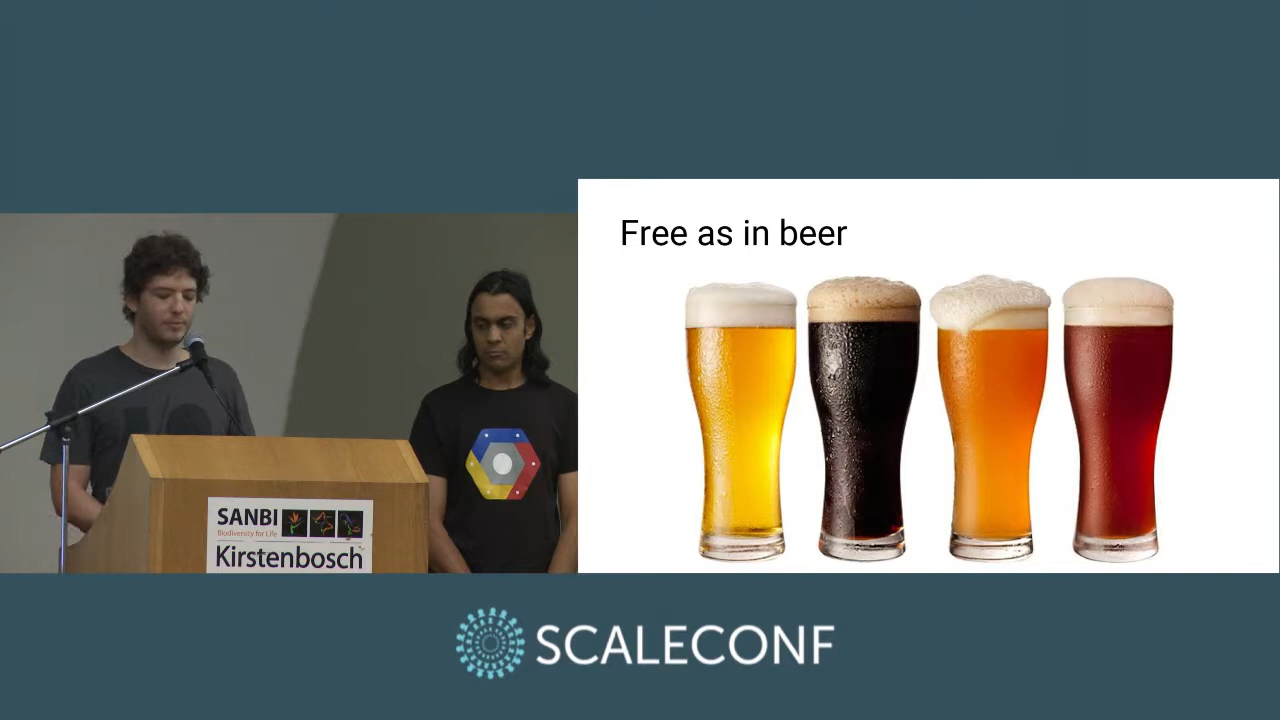 Free as in beer
SANBI
Biodiversity for Life
Kirstenbosch
SCALECONF